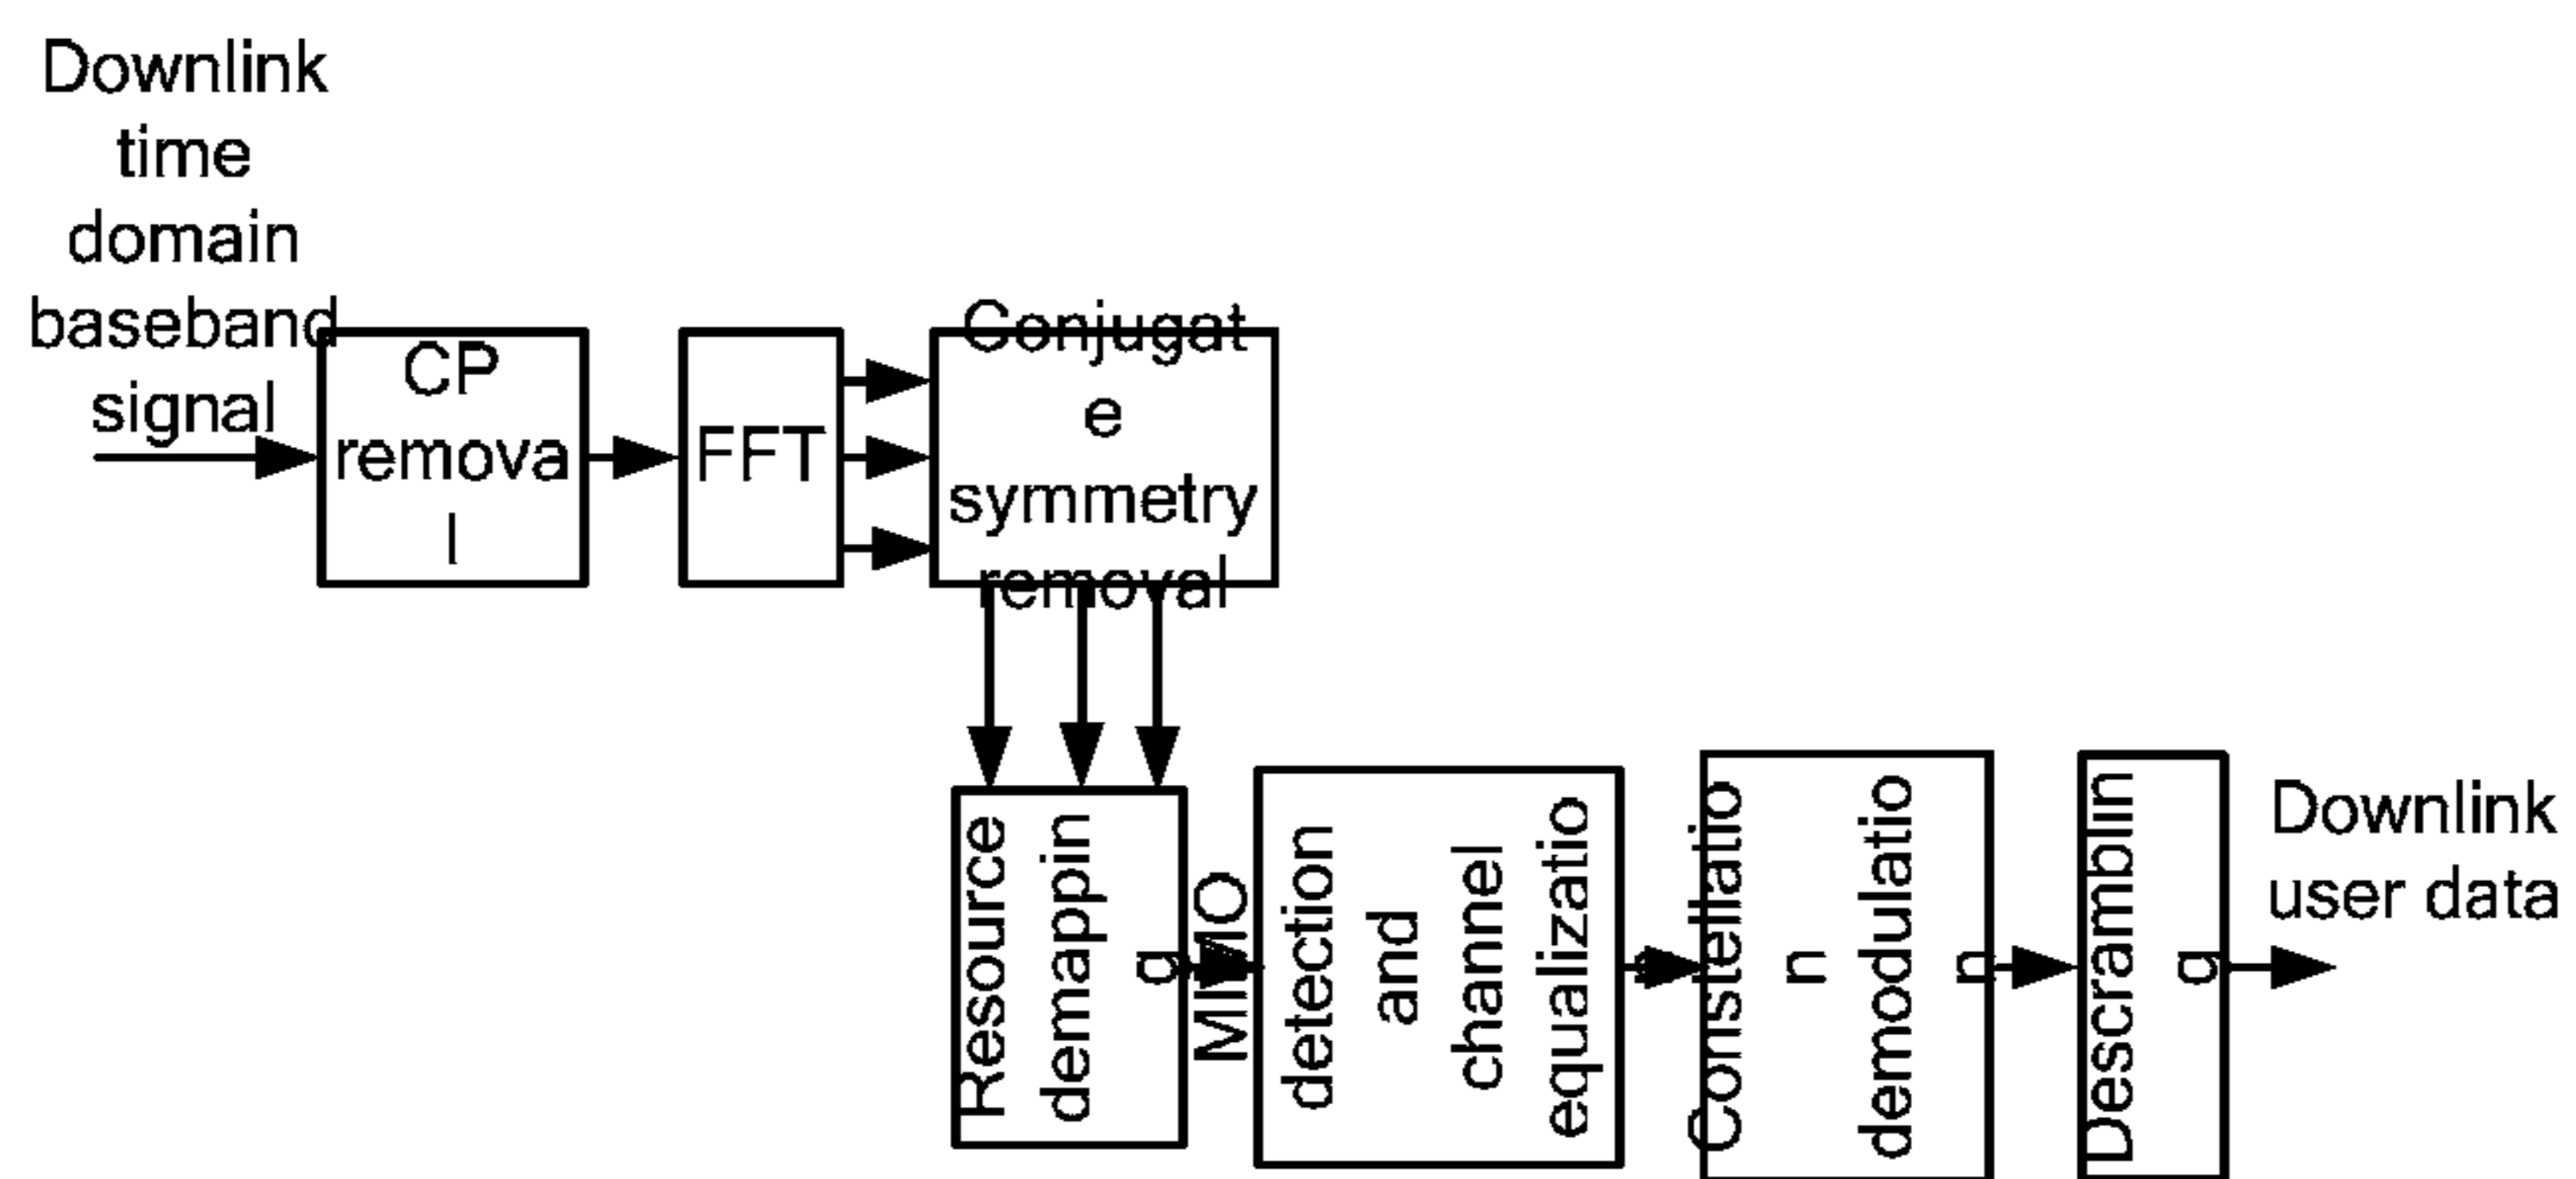 Downlink
time
domain
baseband
signal
CP
remova
l
FFT
Conjugat
e
symmetry
removal
Resource
demappin
g
MIMO
detection
and
channel
equalizatio
n
Constellatio
n
demodulatio
n
Descramblin
g
Downlink
user data